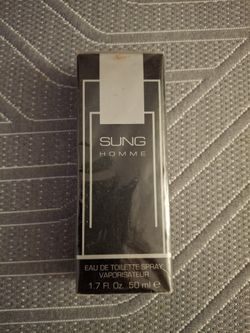 SUNG
HOMME
EAU DE TOILETTE SPRAY
VAPORISATEUR
1.7 Fl. Oz. 50 ml e